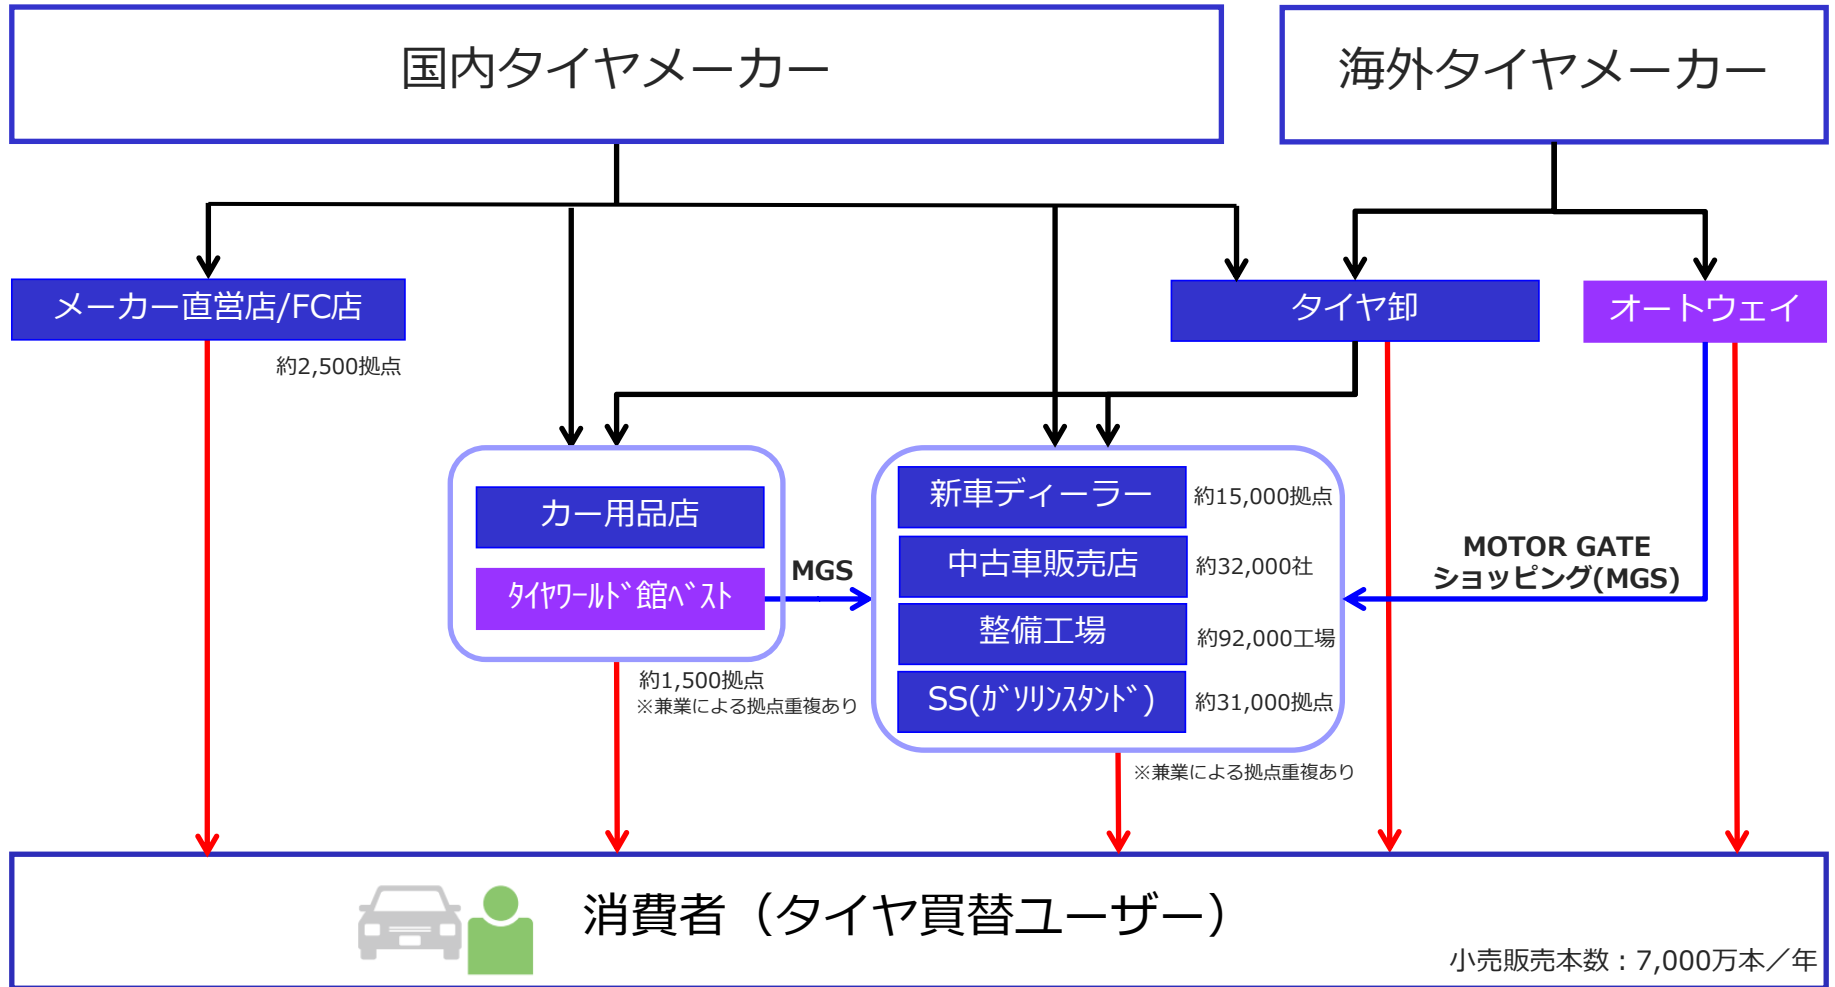 国内タイヤメーカー
海外タイヤメーカー
メーカー直営店/FC店
タイヤ卸
オートウェイ
約2,500拠点
カー用品店
ﾀｲﾔﾜｰﾙﾄﾞ館ﾍﾞｽﾄ
MGS
約1,500拠点
※兼業による拠点重複あり
新車ディーラー
約15,000拠点
中古車販売店
約32,000社
整備工場
約92,000工場
SS(ｶﾞｿﾘﾝｽﾀﾝﾄﾞ)
約31,000拠点
※兼業による拠点重複あり
MOTOR GATE
ショッピング(MGS)
消費者（タイヤ買替ユーザー）
小売販売本数：7,000万本／年